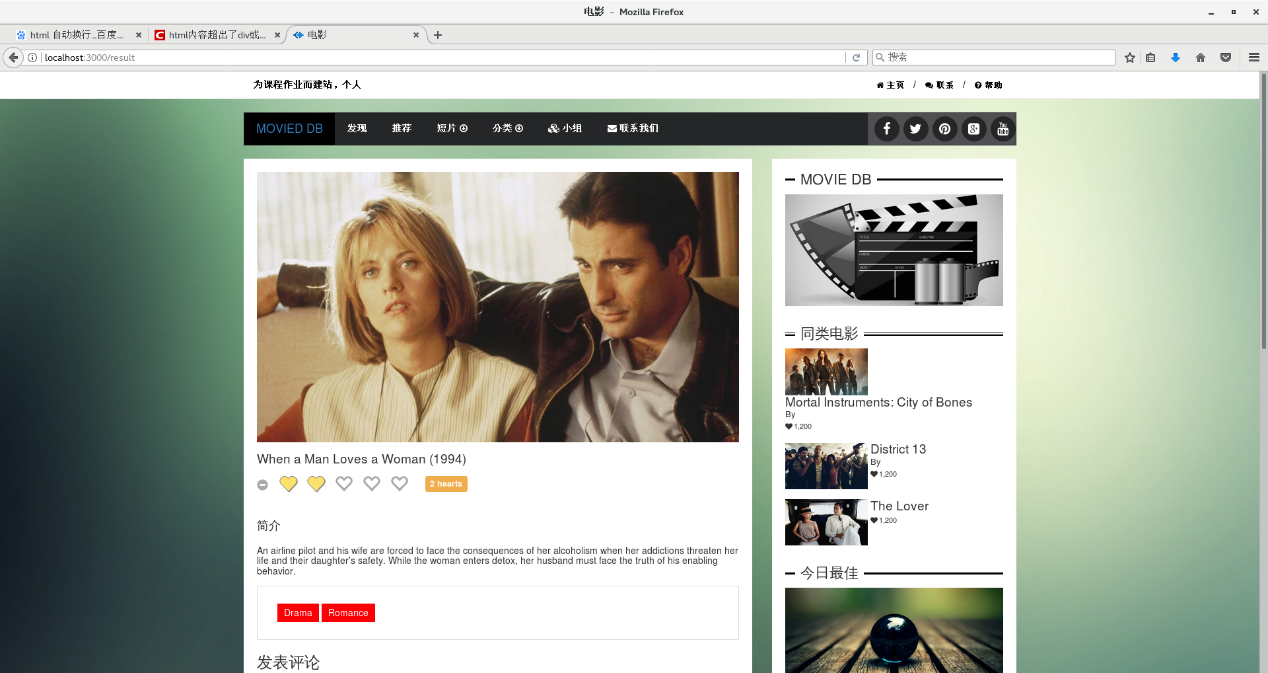 电影 - Mozilla Firefox
html 自动换行_百度...
html内容超出了div或...
电影
localhost:3000/result
搜索
为课程作业而建站，个人
主页 / 联系 / 帮助
MOVIED DB
发现
推荐
短片
分类
小组
联系我们
You Tube
When a Man Loves a Woman (1994)
2 hearts
简介
An airline pilot and his wife are forced to face the consequences of her alcoholism when her addictions threaten her
life and their daughter's safety. While the woman enters detox, her husband must face the truth of his enabling
behavior.
Drama
Romance
发表评论
MOVIE DB
同类电影
Mortal Instruments: City of Bones
By
1,200
District 13
By
1,200
The Lover
1,200
今日最佳